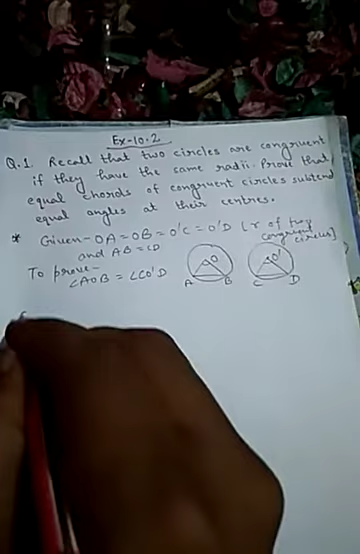 Ex-10.2
Q.1 Recall that two circles are congruent
if they have the same radii. Prove that
equal chords of congruent circles subtend
equal angles at their centres.
* Given- OA=OB=O'C=O'D [r of two
congruent
circles]
and AB=CD
To prove-
∠AOB=∠CO'D
O
A B
O'
C D